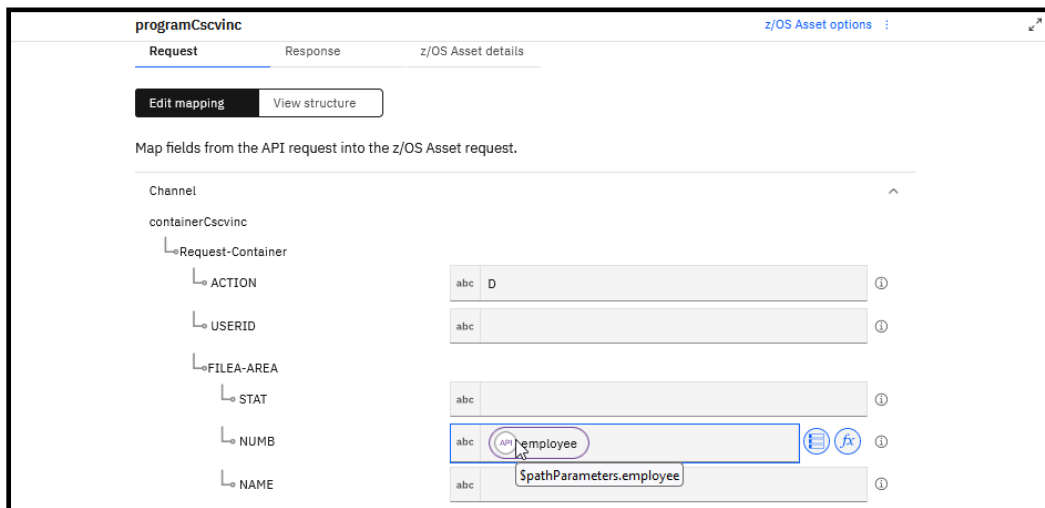 programCscvinc z/OS Asset options
Request Response z/OS Asset details
Edit mapping View structure
Map fields from the API request into the z/OS Asset request.
Channel
containerCscvinc
Request-Container
ACTION abc D
USERID abc
FILEA-AREA
STAT abc
NUMB abc API employee fx
$pathParameters.employee
NAME abc